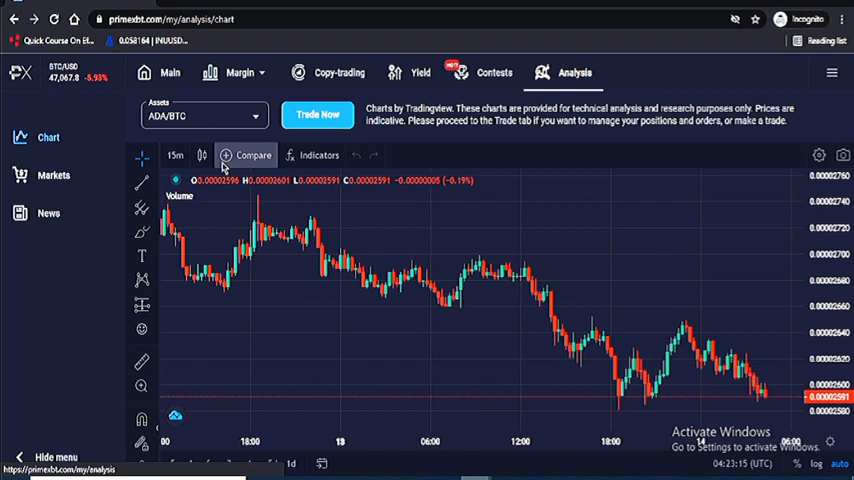 primexbt.com/my/analysis/chart
Incognito
Quick Course On Ef...
0.058164 | INUUSD...
Reading list
BTC/USD
47,067.8 -5.93%
Main
Margin
Copy-trading
Yield
HOT
Contests
Analysis
Assets
ADA/BTC
Trade Now
Charts by Tradingview. These charts are provided for technical analysis and research purposes only. Prices are
indicative. Please proceed to the Trade tab if you want to manage your positions and orders, or make a trade.
Chart
Markets
News
15m
Compare
Indicators
O0.00002596 H0.00002601 L0.00002591 C0.00002591 -0.00000005 (-0.19%)
Volume
0.00002760
0.00002740
0.00002720
0.00002700
0.00002680
0.00002660
0.00002640
0.00002620
0.00002600
0.00002591
0.00002580
00
18:00
13
06:00
12:00
18:00
14
06:00
Activate Windows
Go to Settings to activate Windows.
Hide menu
https://primexbt.com/my/analysis
1d
04:23:15 (UTC)
%
log
auto